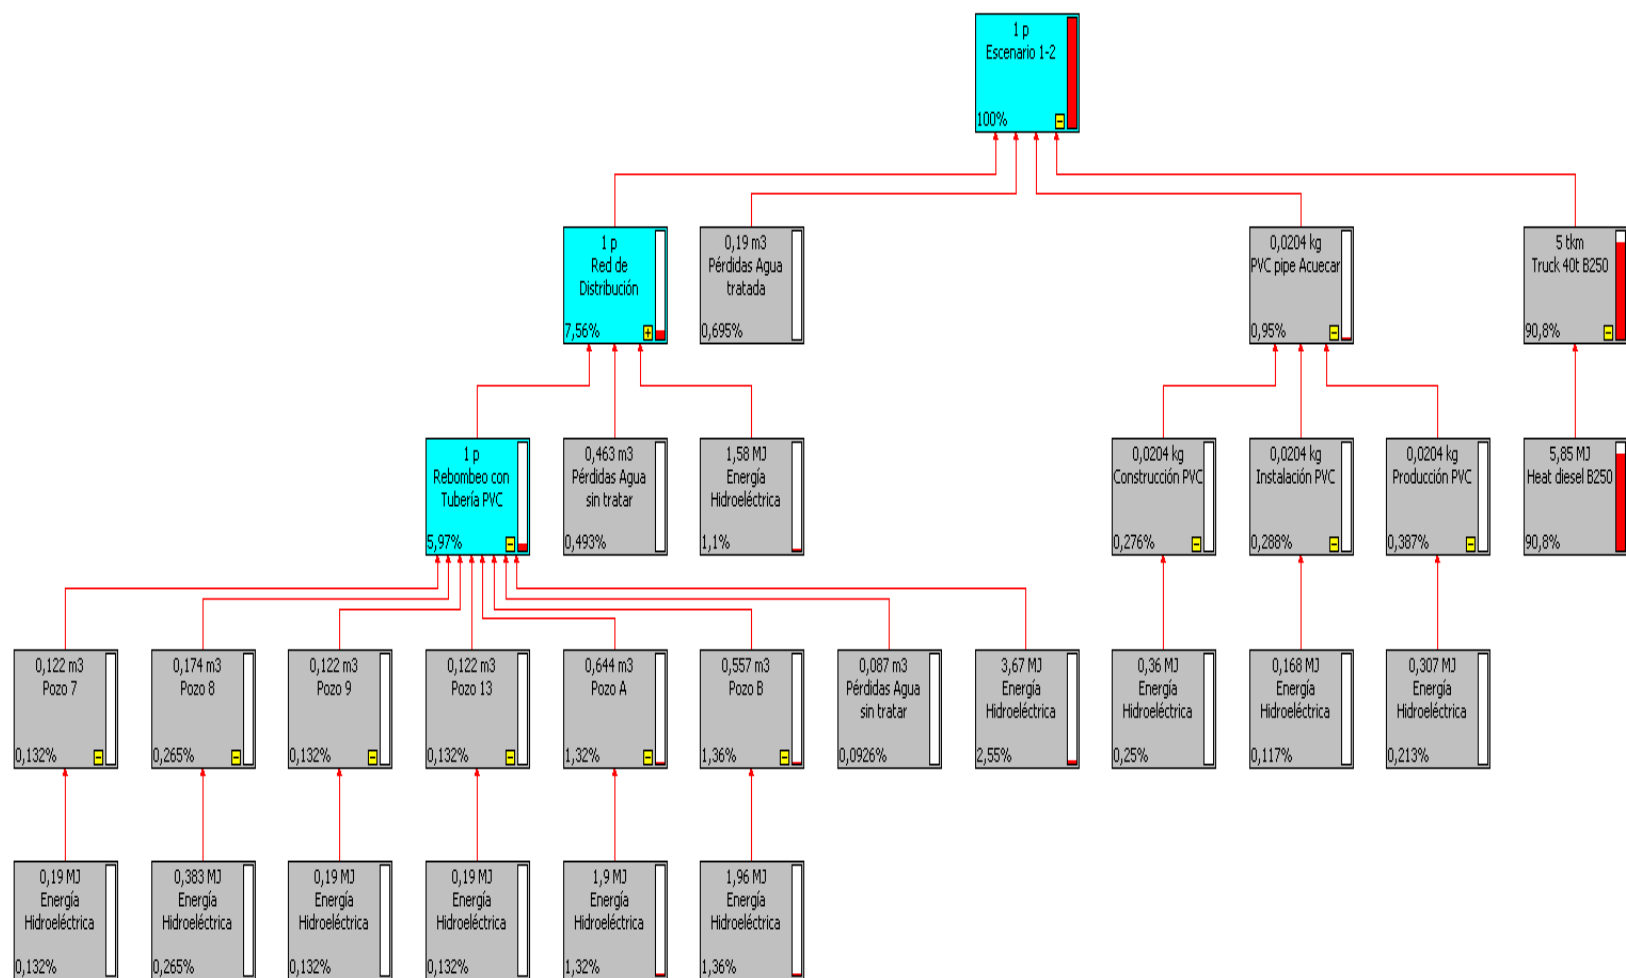 1 p
Escenario 1-2
100%
1 p
Red de
Distribución
7,56%
0,19 m3
Pérdidas Agua
tratada
0,695%
0,0204 kg
PVC pipe Acuecar
0,95%
5 tkm
Truck 40t B250
90,8%
1 p
Rebombeo con
Tubería PVC
5,97%
0,463 m3
Pérdidas Agua
sin tratar
0,493%
1,58 MJ
Energía
Hidroeléctrica
1,1%
0,0204 kg
Construcción PVC
0,276%
0,0204 kg
Instalación PVC
0,288%
0,0204 kg
Producción PVC
0,387%
5,85 MJ
Heat diesel B250
90,8%
0,122 m3
Pozo 7
0,132%
0,174 m3
Pozo 8
0,265%
0,122 m3
Pozo 9
0,132%
0,122 m3
Pozo 13
0,132%
0,644 m3
Pozo A
1,32%
0,557 m3
Pozo B
1,36%
0,087 m3
Pérdidas Agua
sin tratar
0,0926%
3,67 MJ
Energía
Hidroeléctrica
2,55%
0,36 MJ
Energía
Hidroeléctrica
0,25%
0,168 MJ
Energía
Hidroeléctrica
0,117%
0,307 MJ
Energía
Hidroeléctrica
0,213%
0,19 MJ
Energía
Hidroeléctrica
0,132%
0,383 MJ
Energía
Hidroeléctrica
0,265%
0,19 MJ
Energía
Hidroeléctrica
0,132%
0,19 MJ
Energía
Hidroeléctrica
0,132%
1,9 MJ
Energía
Hidroeléctrica
1,32%
1,96 MJ
Energía
Hidroeléctrica
1,36%